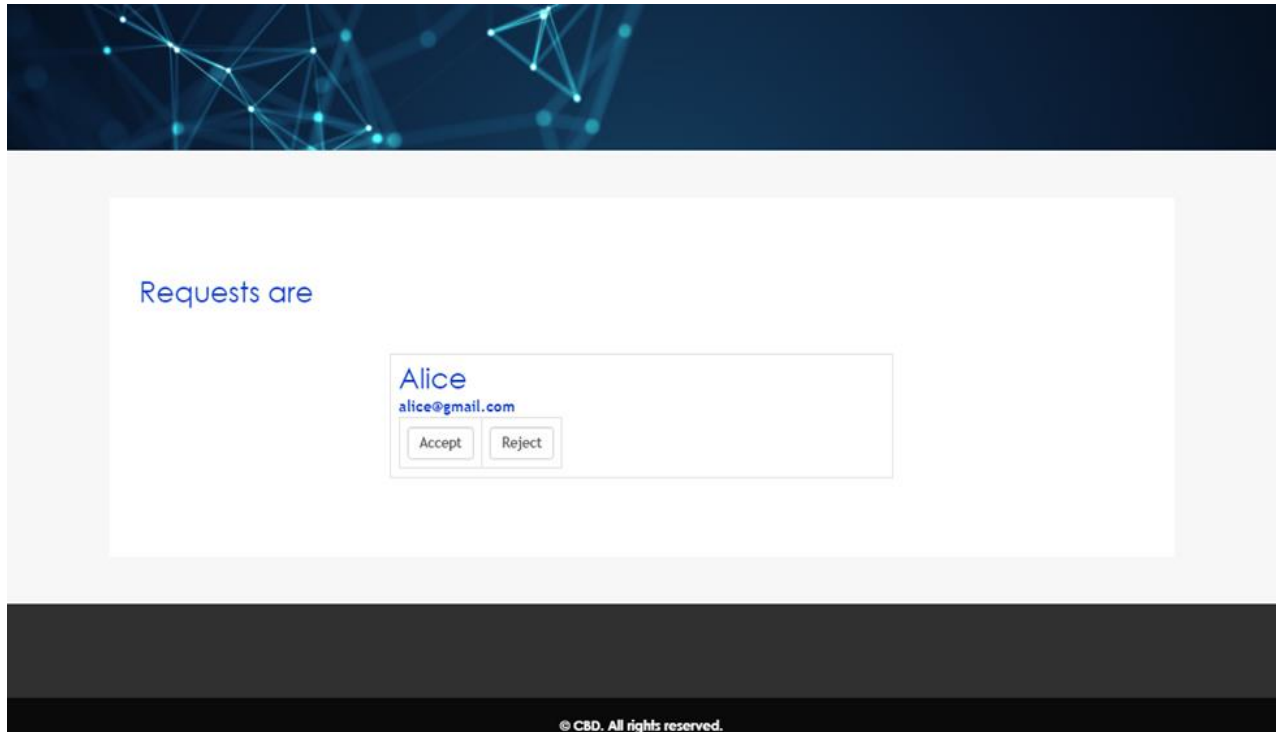 Requests are
Alice
alice@gmail.com
Accept Reject
© CBD. All rights reserved.